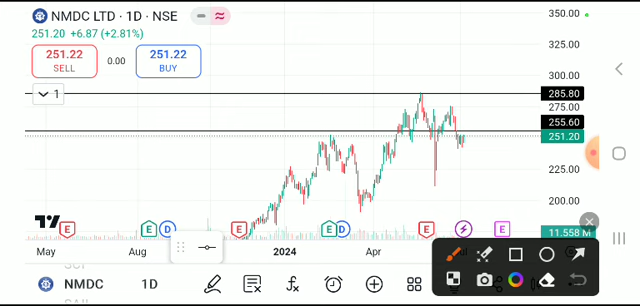 NMDC LTD · 1D · NSE
251.20 +6.87 (+2.81%)
251.22
SELL
0.00
251.22
BUY
1
350.00
325.00
300.00
285.80
275.00
255.60
251.20
225.00
200.00
11.558 M
E E D E E D E E
May Aug 2024 Apr
NMDC 1D